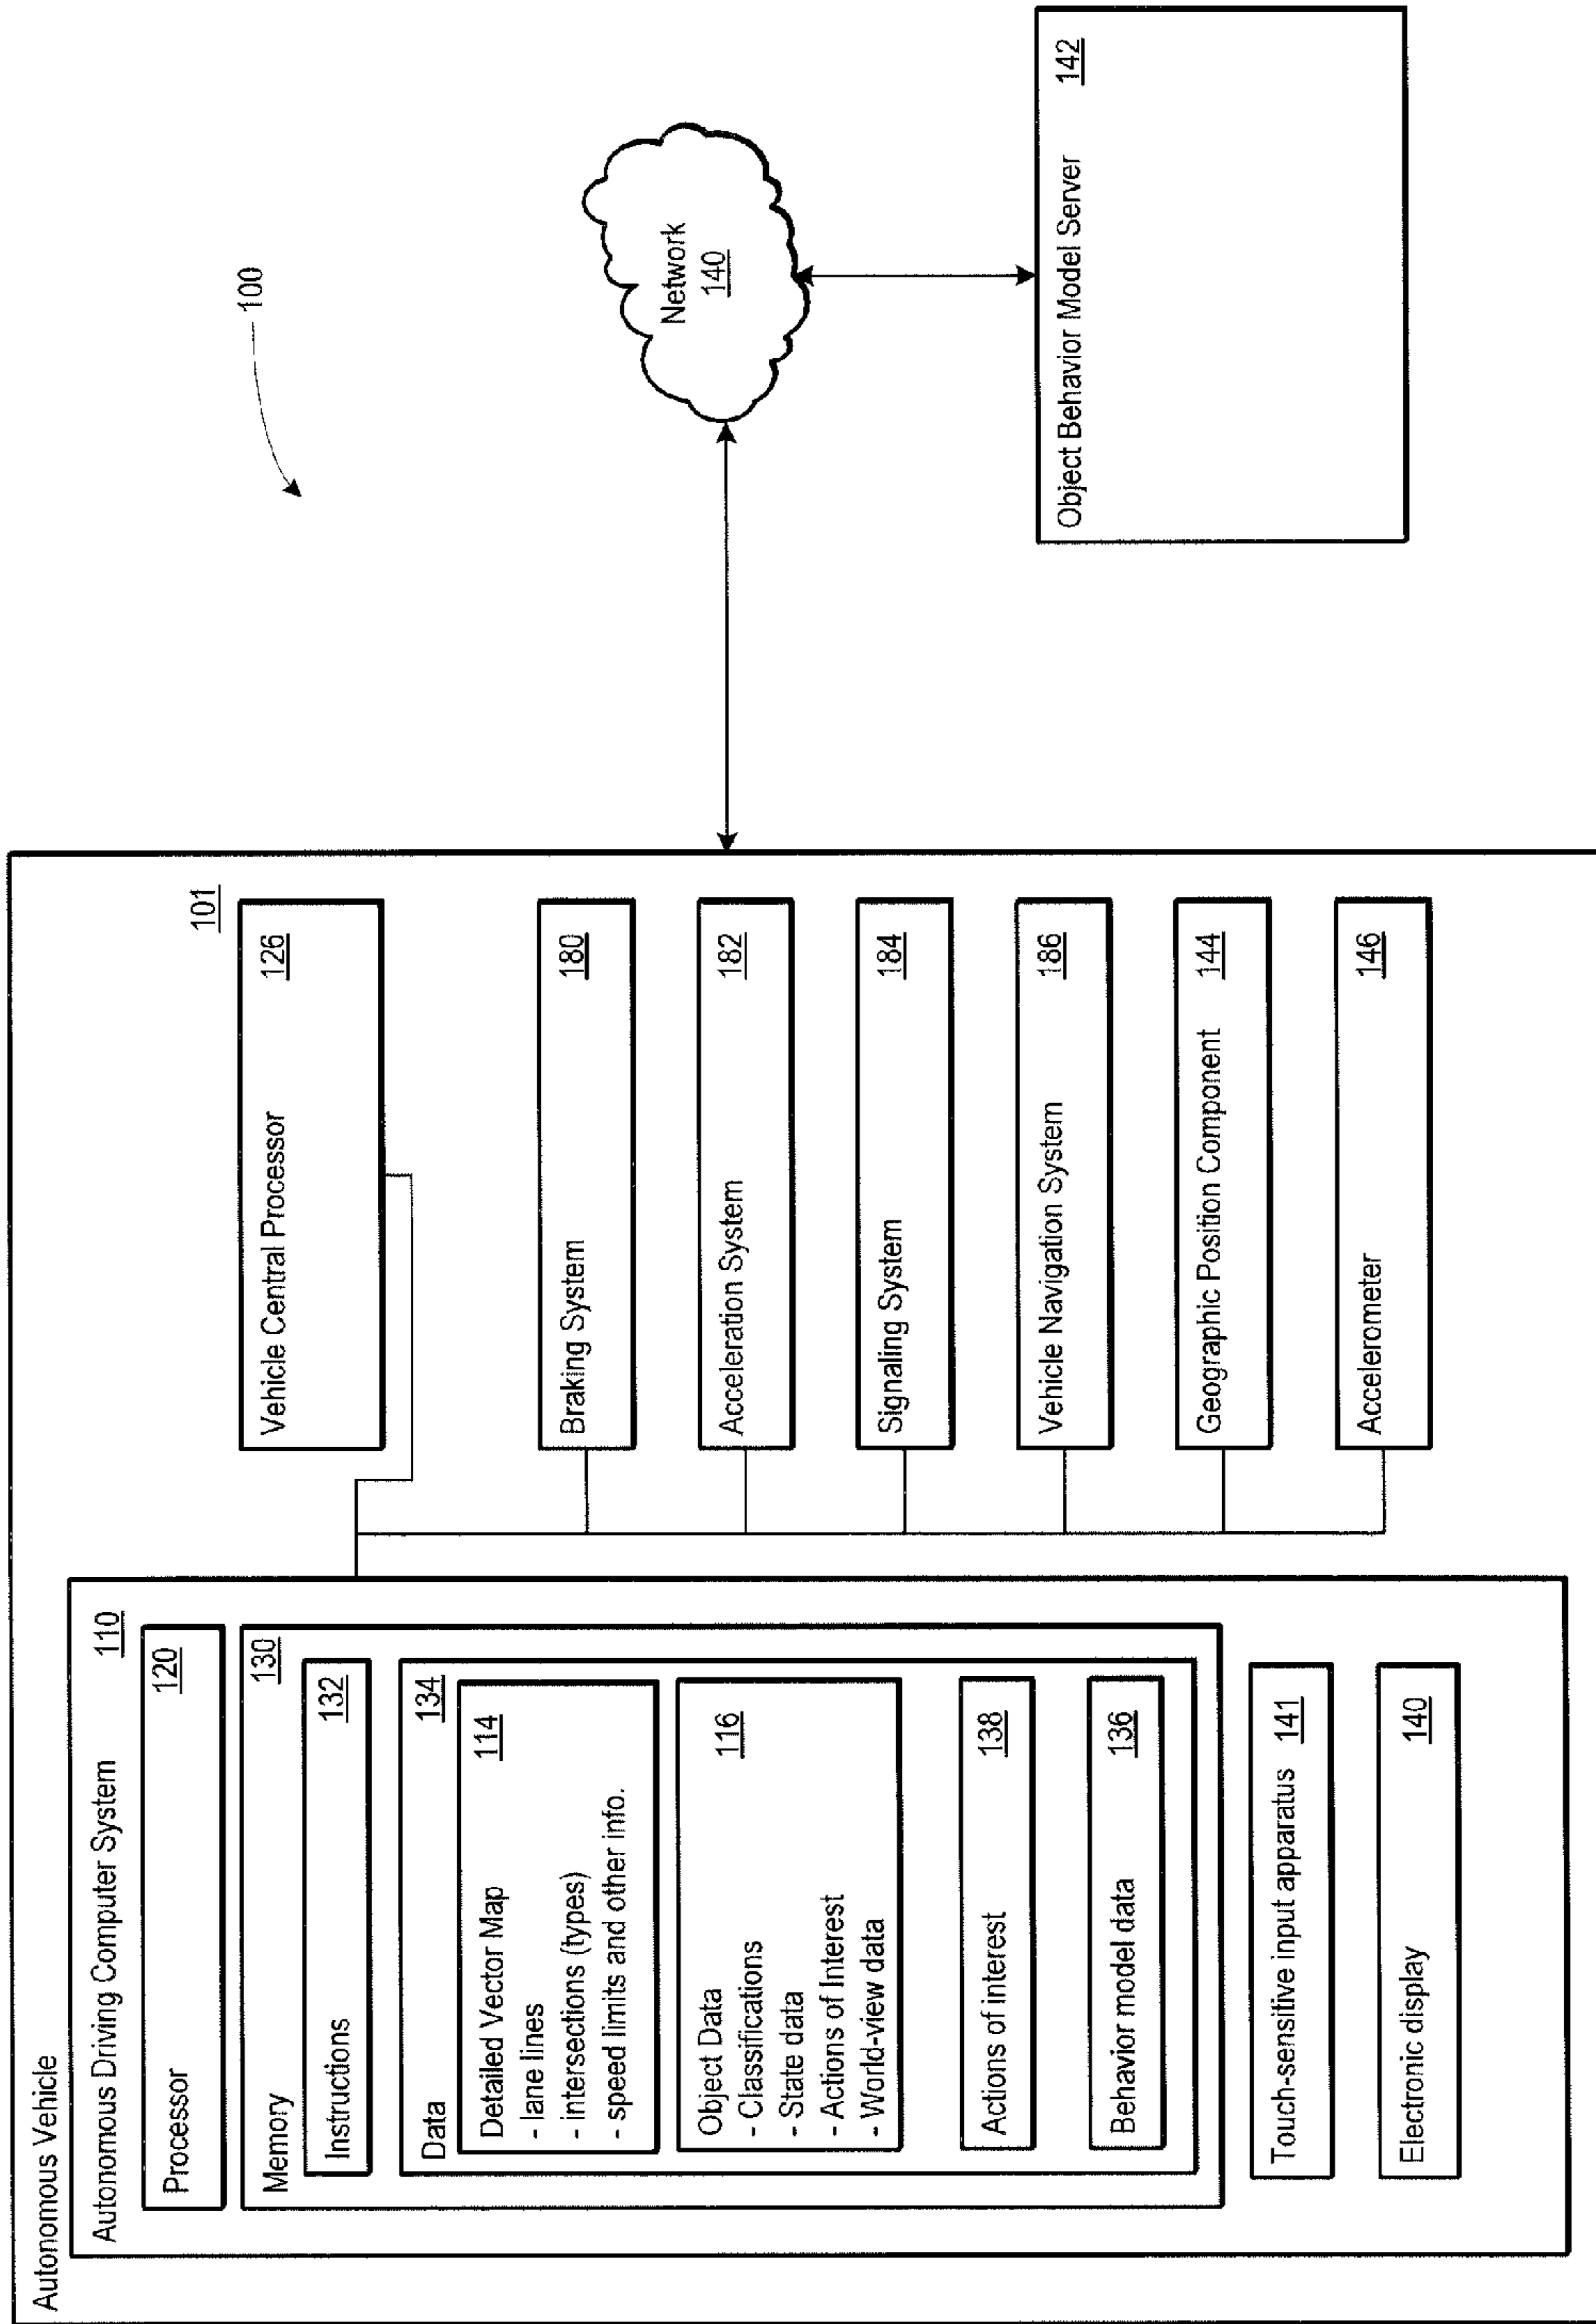 100
Autonomous Vehicle
101
Autonomous Driving Computer System 110
Processor 120
Memory 130
Instructions 132
Data 134
Detailed Vector Map 114
- lane lines
- intersections (types)
- speed limits and other info.
Object Data 116
- Classifications
- State data
- Actions of Interest
- World-view data
Actions of interest 138
Behavior model data 136
Touch-sensitive input apparatus 141
Electronic display 140
Vehicle Central Processor 126
Braking System 180
Acceleration System 182
Signaling System 184
Vehicle Navigation System 186
Geographic Position Component 144
Accelerometer 146
Network
140
Object Behavior Model Server 142